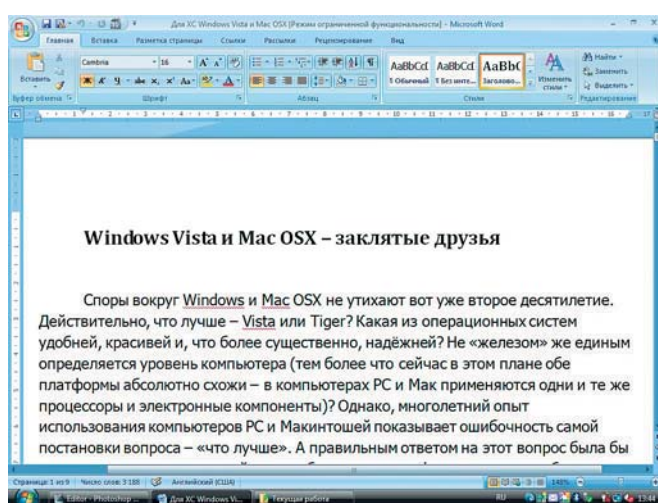 Для XC Windows Vista и Mac OSX [Режим ограниченной функциональности] - Microsoft Word
Главная Вставка Разметка страницы Ссылки Рассылки Рецензирование Вид
Cambria 16
Вставить
AaBbCcI AaBbCcI AaBbC
¶ Обычный ¶ Без инте... Заголово...
Изменить стили
Найти
Заменить
Выделить
Буфер обмена Шрифт Абзац Стили Редактирование
Windows Vista и Mac OSX – заклятые друзья
Споры вокруг Windows и Mac OSX не утихают вот уже второе десятилетие.
Действительно, что лучше – Vista или Tiger? Какая из операционных систем
удобней, красивей и, что более существенно, надёжней? Не «железом» же единым
определяется уровень компьютера (тем более что сейчас в этом плане обе
платформы абсолютно схожи – в компьютерах PC и Мак применяются одни и те же
процессоры и электронные компоненты)? Однако, многолетний опыт
использования компьютеров PC и Макинтошей показывает ошибочность самой
постановки вопроса – «что лучше». А правильным ответом на этот вопрос была бы
Страница: 1 из 9 Число слов: 3 188 Английский (США) 140%
Editor - Photoshop ... Для XC Windows Vi... Текущая работа RU 13:44